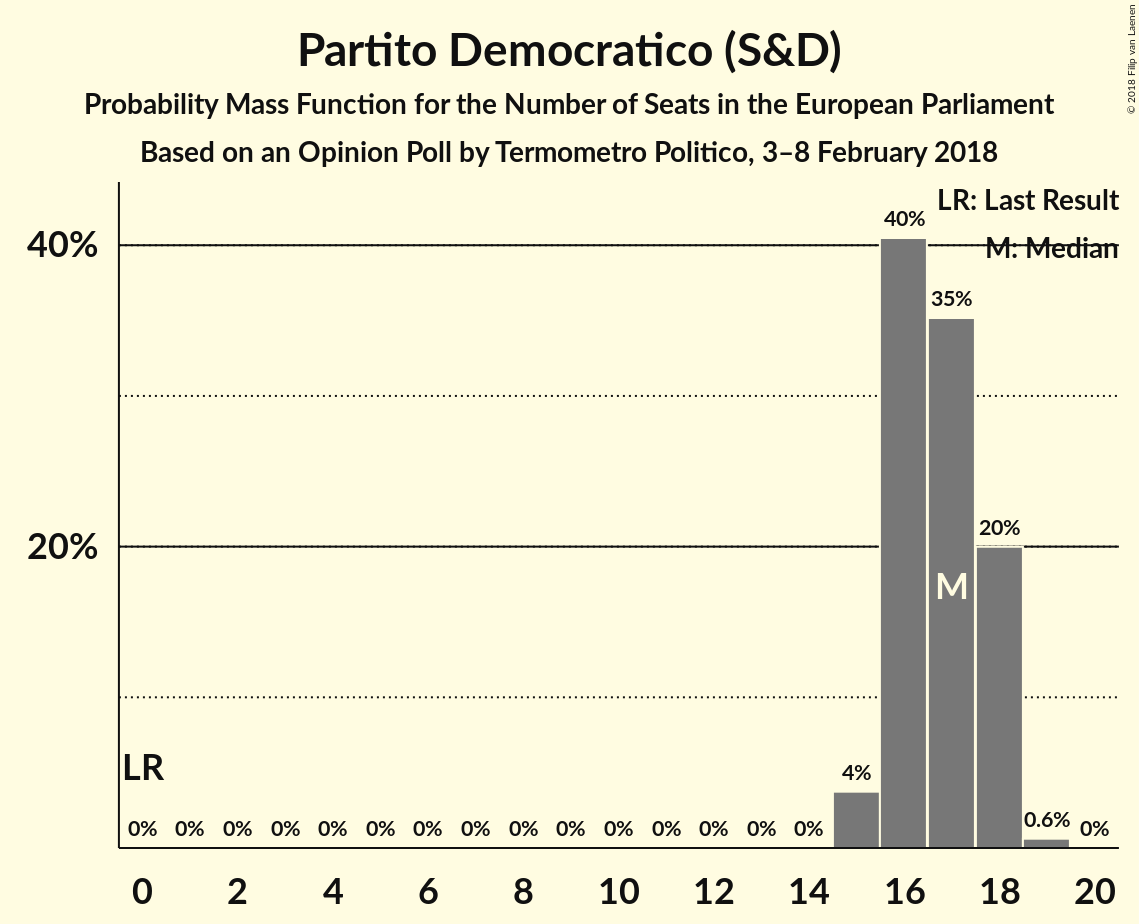 Partito Democratico (S&D)
Probability Mass Function for the Number of Seats in the European Parliament
Based on an Opinion Poll by Termometro Politico, 3–8 February 2018
© 2018 Filip van Laenen
LR: Last Result
M: Median
40%
20%
40%
35%
20%
M
LR
4%
0.6%
0% 0% 0% 0% 0% 0% 0% 0% 0% 0% 0% 0% 0% 0% 0% 0%
0 2 4 6 8 10 12 14 16 18 20